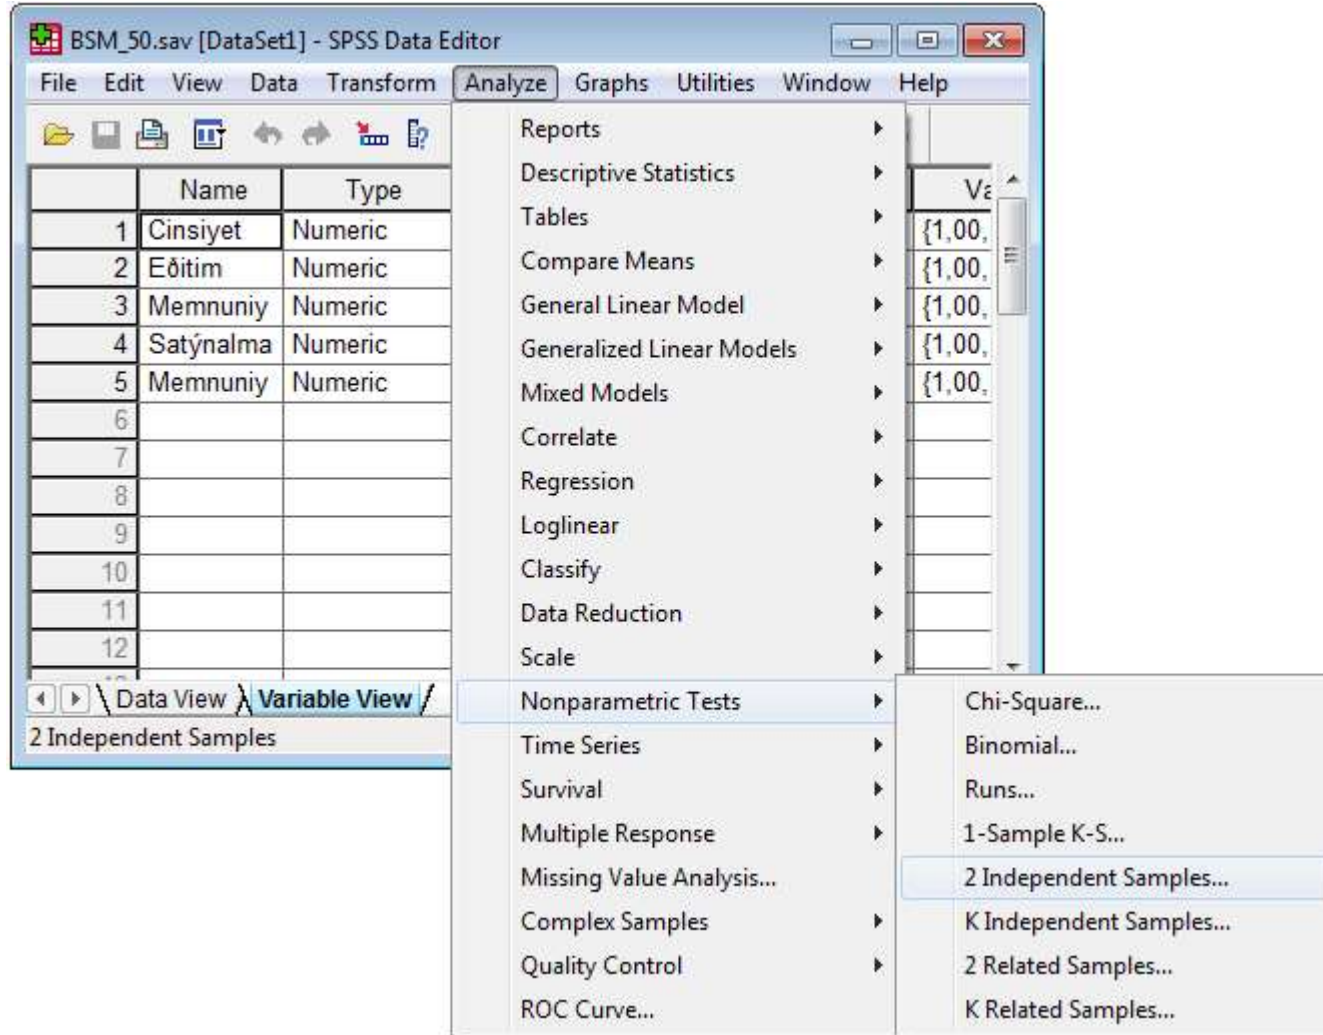 BSM_50.sav [DataSet1] - SPSS Data Editor
File Edit View Data Transform Analyze Graphs Utilities Window Help
Name Type Va
1 Cinsiyet Numeric {1,00,
2 Eðitim Numeric {1,00,
3 Memnuniy Numeric {1,00,
4 Satýnalma Numeric {1,00,
5 Memnuniy Numeric {1,00,
6
7
8
9
10
11
12
Data View Variable View
2 Independent Samples
Reports
Descriptive Statistics
Tables
Compare Means
General Linear Model
Generalized Linear Models
Mixed Models
Correlate
Regression
Loglinear
Classify
Data Reduction
Scale
Nonparametric Tests
Time Series
Survival
Multiple Response
Missing Value Analysis...
Complex Samples
Quality Control
ROC Curve...
Chi-Square...
Binomial...
Runs...
1-Sample K-S...
2 Independent Samples...
K Independent Samples...
2 Related Samples...
K Related Samples...